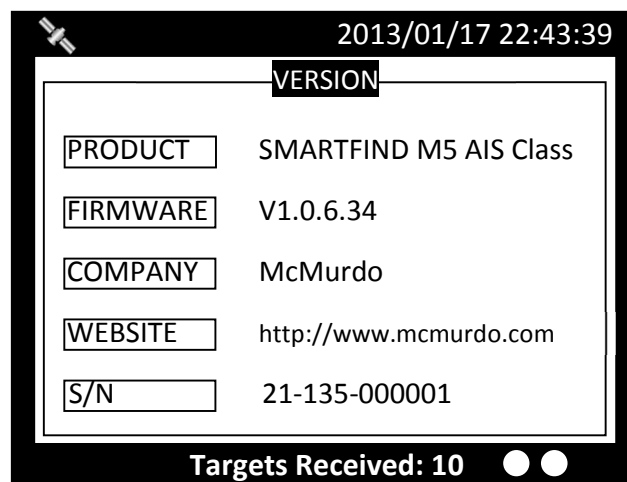 2013/01/17 22:43:39
VERSION
PRODUCT SMARTFIND M5 AIS Class
FIRMWARE V1.0.6.34
COMPANY McMurdo
WEBSITE http://www.mcmurdo.com
S/N 21-135-000001
Targets Received: 10